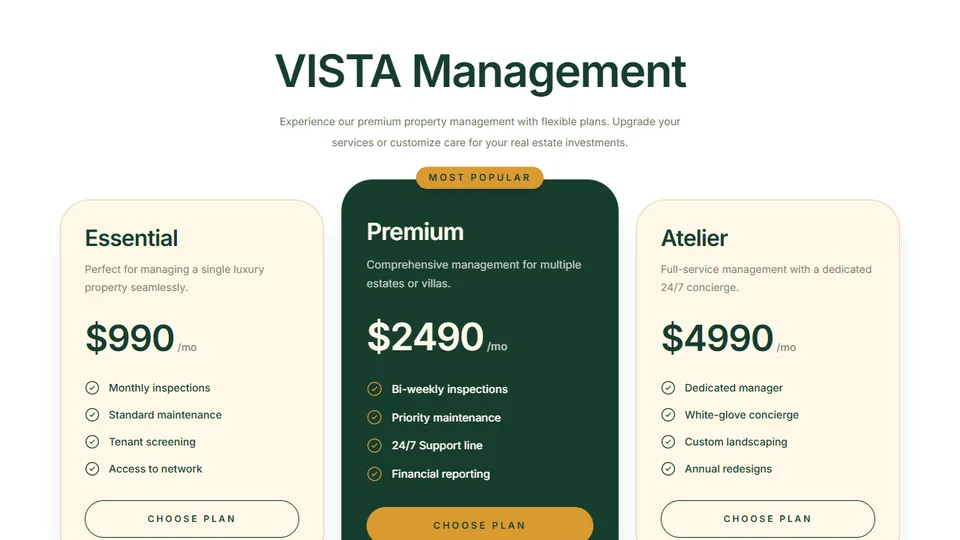 VISTA Management
Experience our premium property management with flexible plans. Upgrade your
services or customize care for your real estate investments.
Essential
Perfect for managing a single luxury
property seamlessly.
$990 /mo
Monthly inspections
Standard maintenance
Tenant screening
Access to network
CHOOSE PLAN
MOST POPULAR
Premium
Comprehensive management for multiple
estates or villas.
$2490 /mo
Bi-weekly inspections
Priority maintenance
24/7 Support line
Financial reporting
CHOOSE PLAN
Atelier
Full-service management with a dedicated
24/7 concierge.
$4990 /mo
Dedicated manager
White-glove concierge
Custom landscaping
Annual redesigns
CHOOSE PLAN